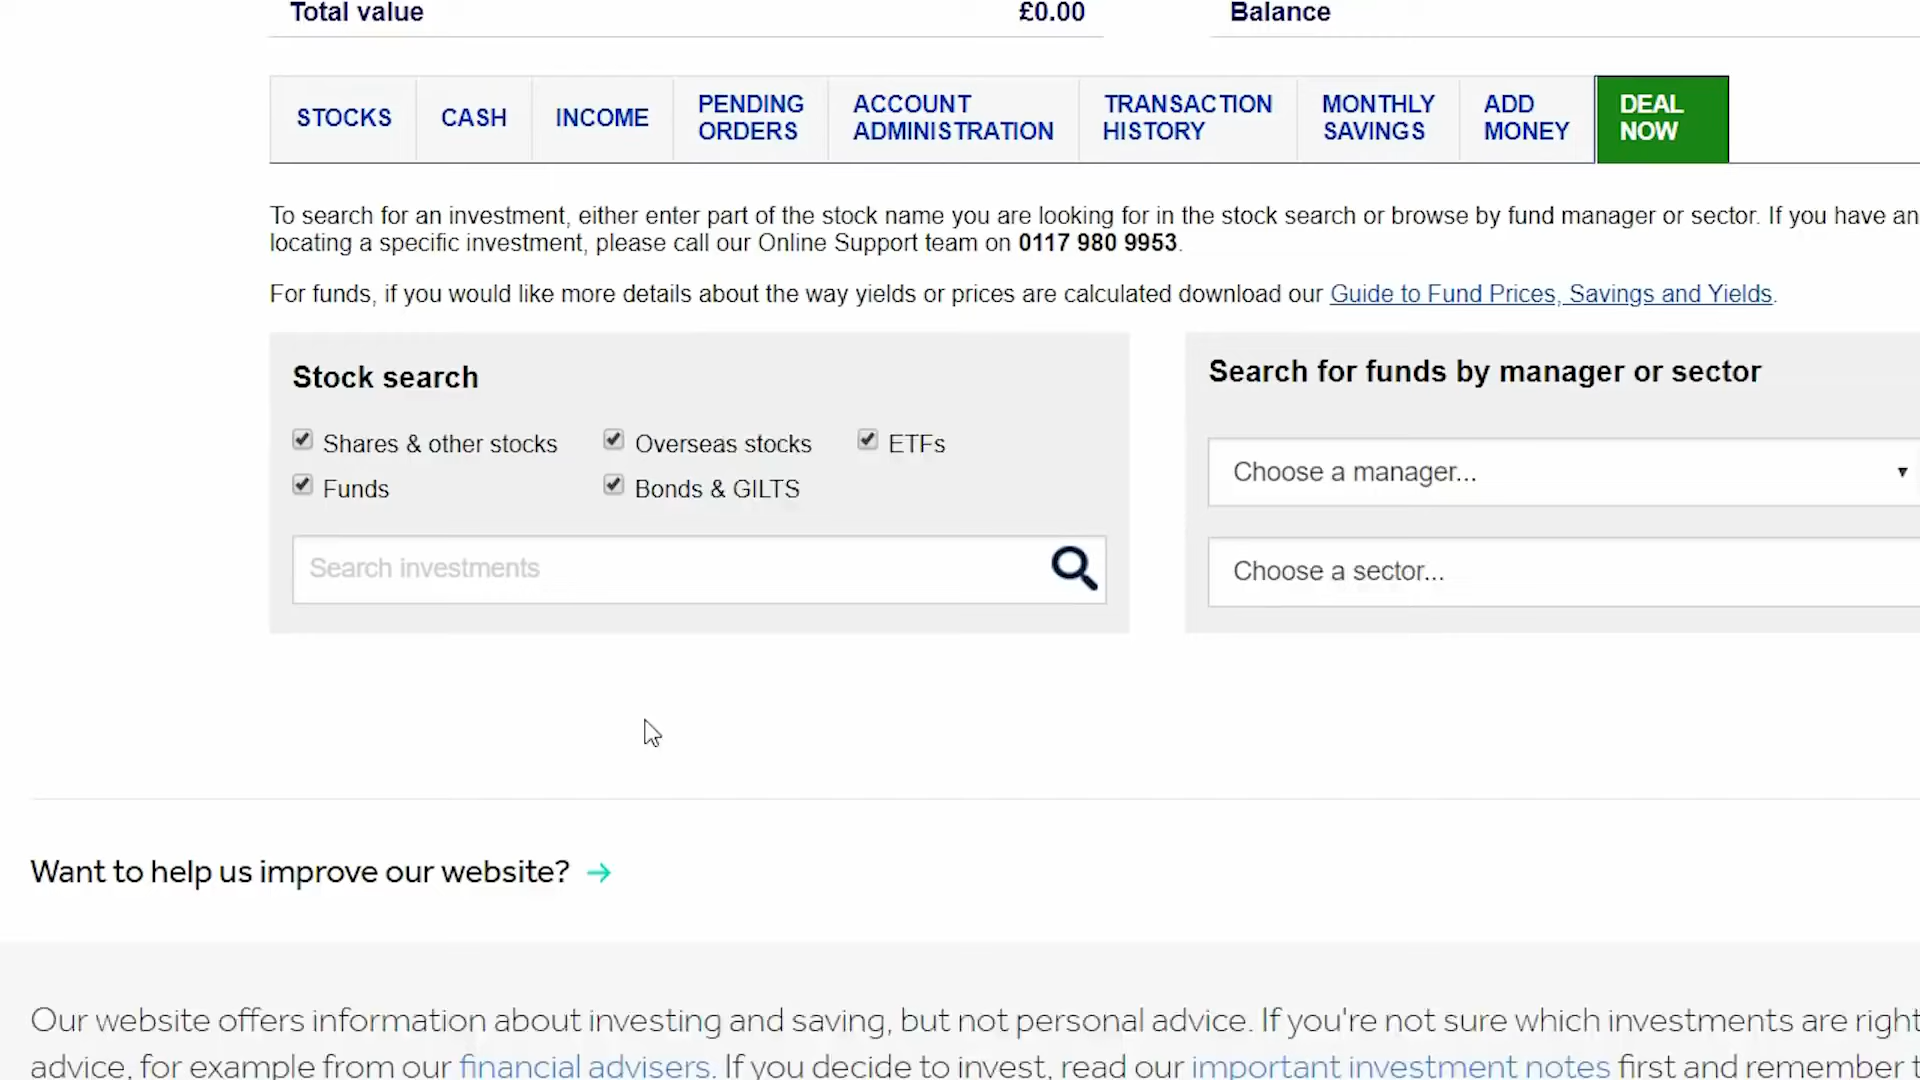 Total value £0.00 Balance
STOCKS CASH INCOME PENDING ORDERS ACCOUNT ADMINISTRATION TRANSACTION HISTORY MONTHLY SAVINGS ADD MONEY DEAL NOW
To search for an investment, either enter part of the stock name you are looking for in the stock search or browse by fund manager or sector. If you have an
locating a specific investment, please call our Online Support team on 0117 980 9953.
For funds, if you would like more details about the way yields or prices are calculated download our Guide to Fund Prices, Savings and Yields.
Stock search
Shares & other stocks Overseas stocks ETFs
Funds Bonds & GILTS
Search investments
Search for funds by manager or sector
Choose a manager...
Choose a sector...
Want to help us improve our website? →
Our website offers information about investing and saving, but not personal advice. If you're not sure which investments are right
advice, for example from our financial advisers. If you decide to invest, read our important investment notes first and remember t